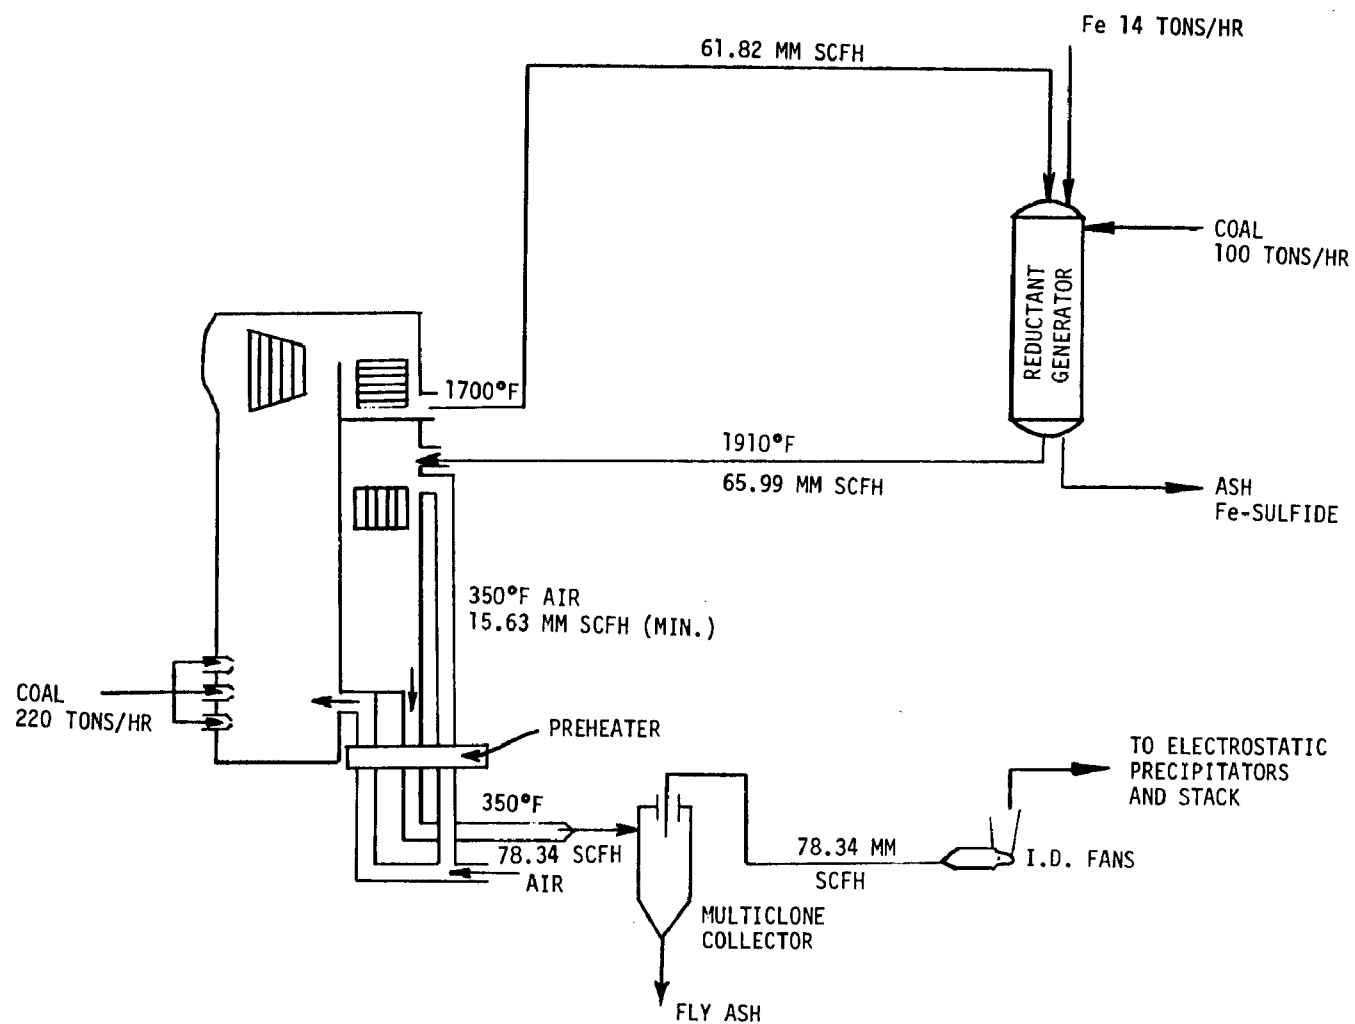 Fe 14 TONS/HR
61.82 MM SCFH
COAL
100 TONS/HR
REDUCTANT
GENERATOR
1700°F
1910°F
65.99 MM SCFH
ASH
Fe-SULFIDE
350°F AIR
15.63 MM SCFH (MIN.)
COAL
220 TONS/HR
PREHEATER
TO ELECTROSTATIC
PRECIPITATORS
AND STACK
350°F
78.34 SCFH
AIR
78.34 MM
SCFH
I.D. FANS
MULTICLONE
COLLECTOR
FLY ASH